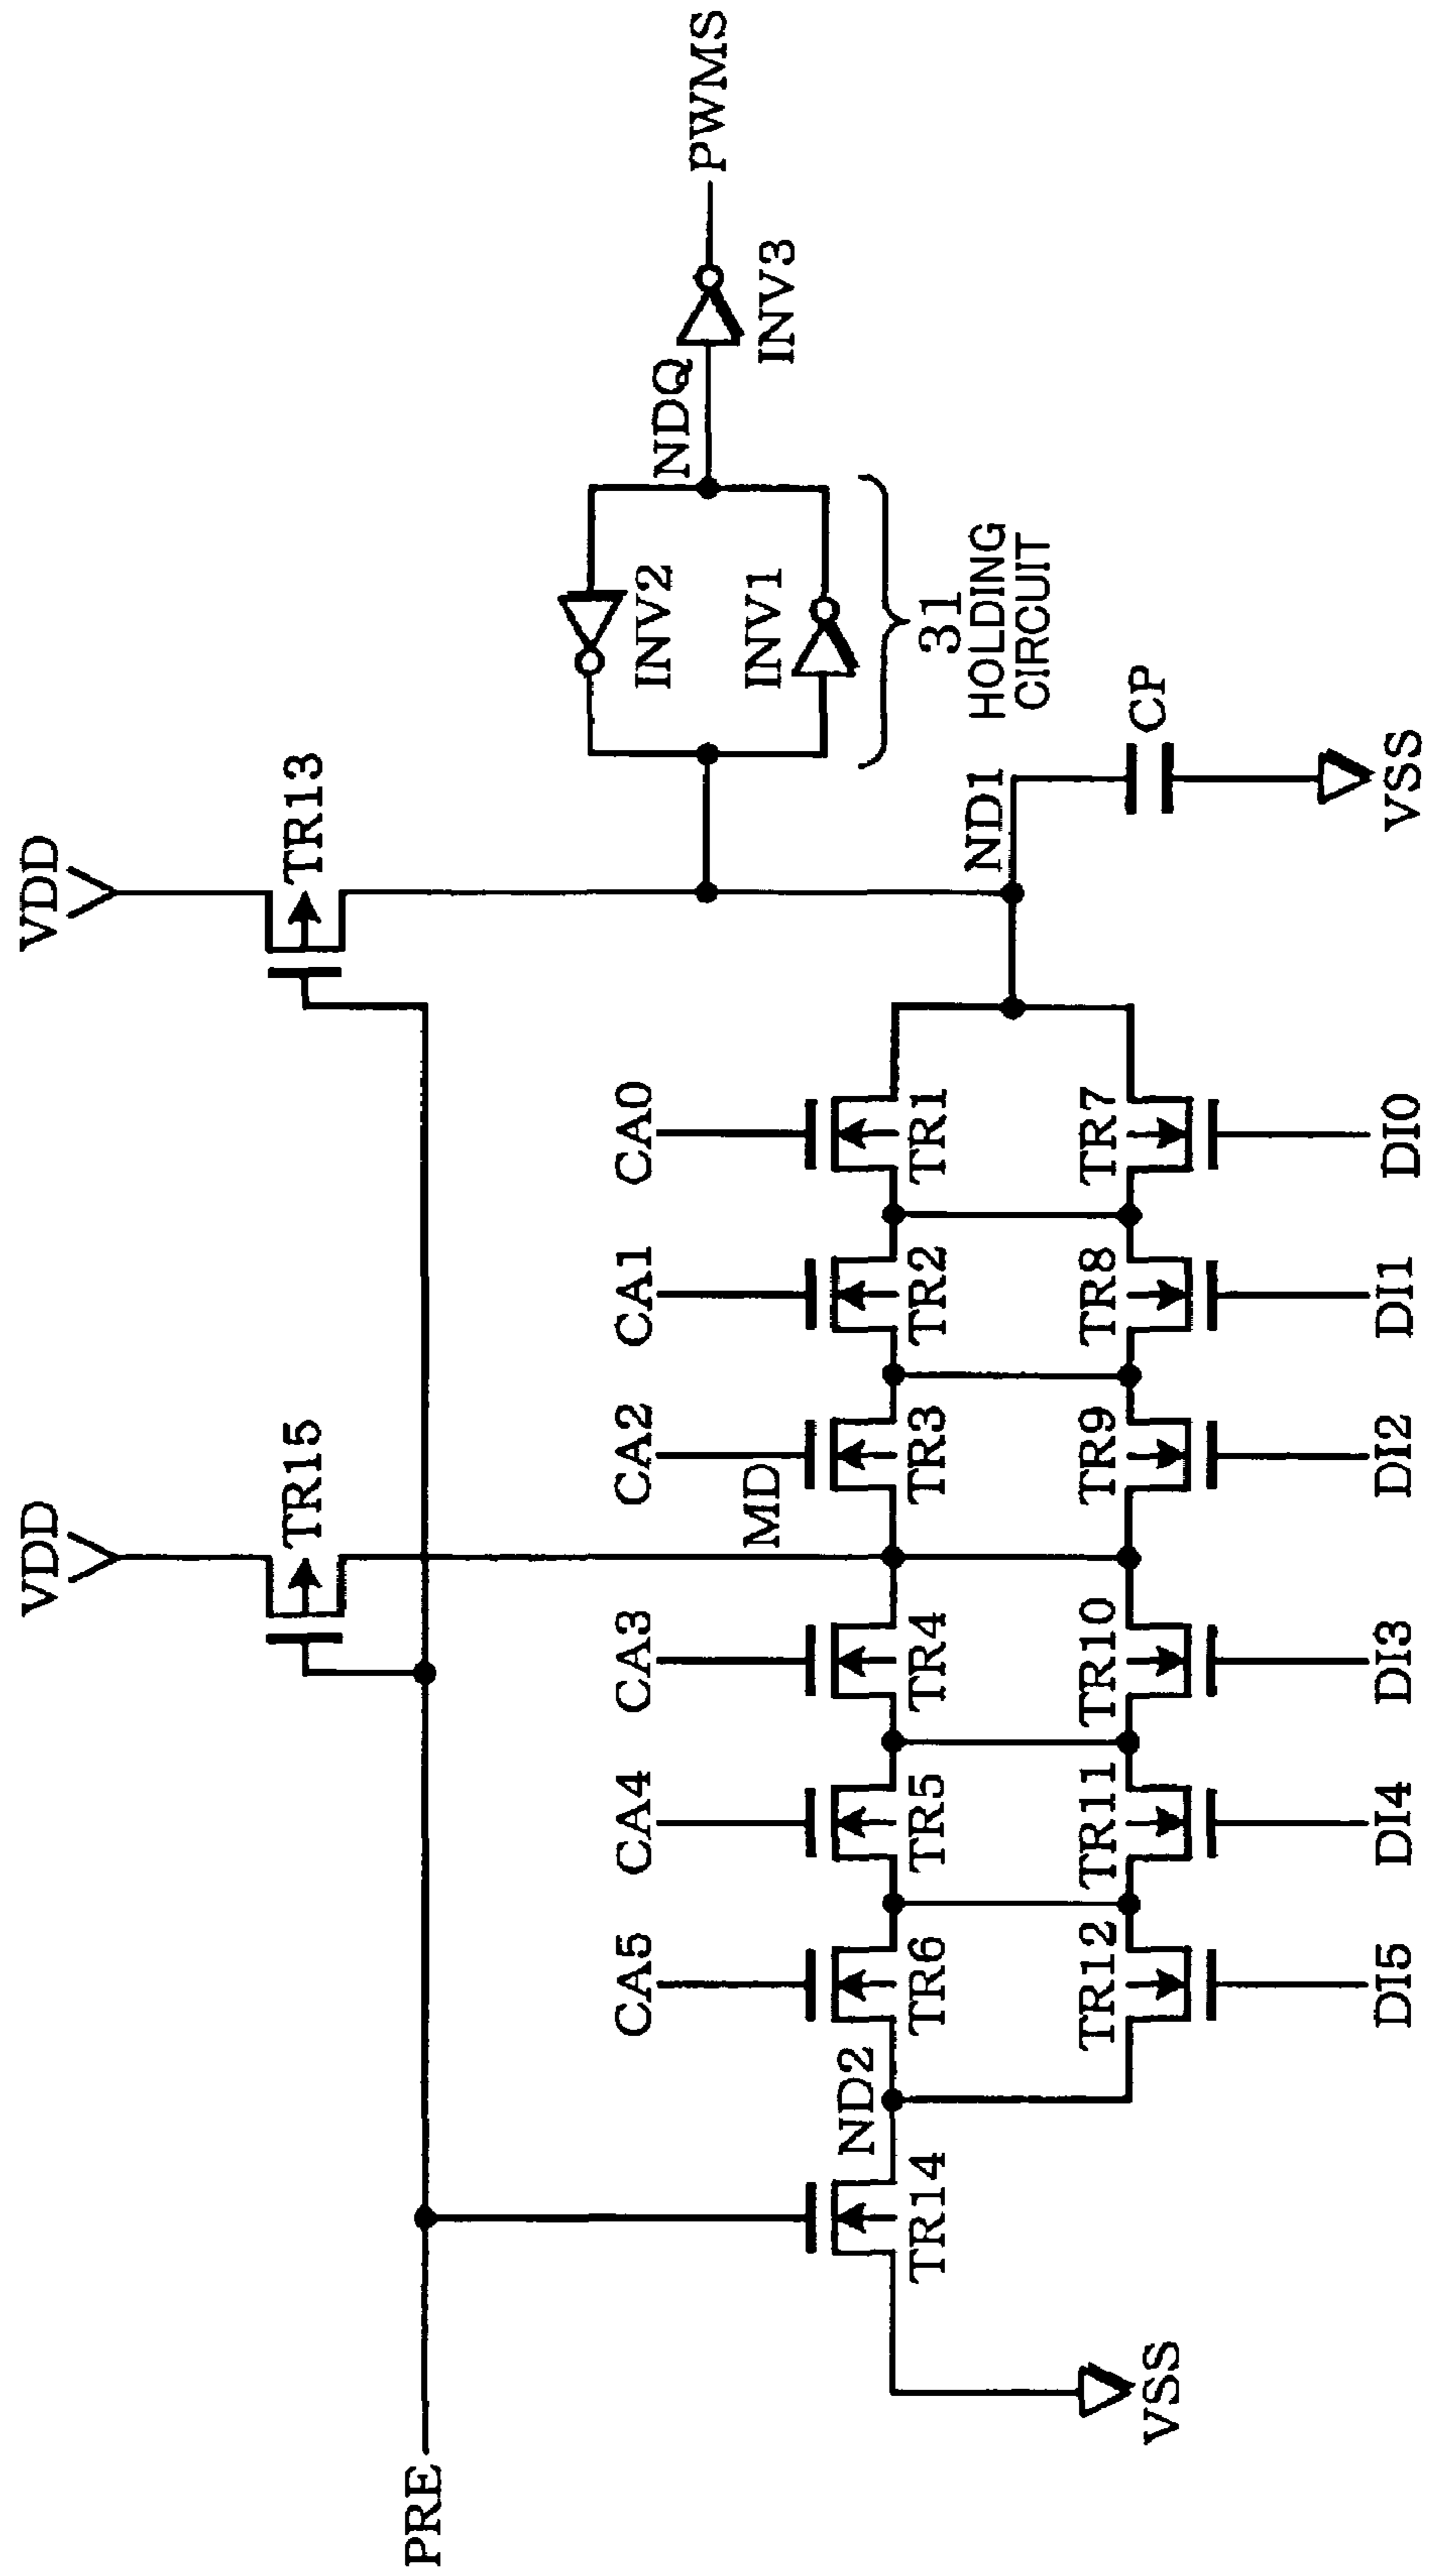 VDD
VDD
TR15
TR13
PRE
CA5
CA4
CA3
CA2
CA1
CA0
MD
ND2
TR14
TR6
TR5
TR4
TR3
TR2
TR1
TR12
TR11
TR10
TR9
TR8
TR7
DI5
DI4
DI3
DI2
DI1
DI0
VSS
ND1
CP
VSS
INV2
INV1
31
HOLDING
CIRCUIT
NDQ
INV3
PWMS